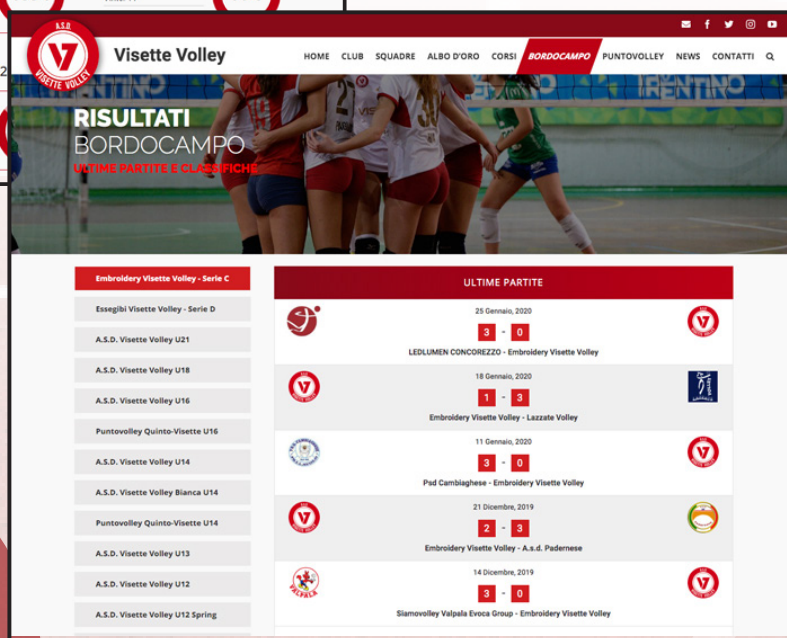 A.S.D.
V7
VISETTE VOLLEY
Visette Volley
HOME CLUB SQUADRE ALBO D'ORO CORSI BORDOCAMPO PUNTOVOLLEY NEWS CONTATTI
TRENTINO
RISULTATI
BORDOCAMPO
ULTIME PARTITE E CLASSIFICHE
Embroidery Visette Volley - Serie C
Essegibi Visette Volley - Serie D
A.S.D. Visette Volley U21
A.S.D. Visette Volley U18
A.S.D. Visette Volley U16
Puntovolley Quinto-Visette U16
A.S.D. Visette Volley U14
A.S.D. Visette Volley Bianca U14
Puntovolley Quinto-Visette U14
A.S.D. Visette Volley U13
A.S.D. Visette Volley U12
A.S.D. Visette Volley U12 Spring
ULTIME PARTITE
25 Gennaio, 2020
3 - 0
LEDLUMEN CONCOREZZO - Embroidery Visette Volley
18 Gennaio, 2020
1 - 3
Embroidery Visette Volley - Lazzate Volley
11 Gennaio, 2020
3 - 0
Psd Cambiaghese - Embroidery Visette Volley
21 Dicembre, 2019
2 - 3
Embroidery Visette Volley - A.s.d. Padernese
14 Dicembre, 2019
VALPALA
3 - 0
Siamovolley Valpala Evoca Group - Embroidery Visette Volley